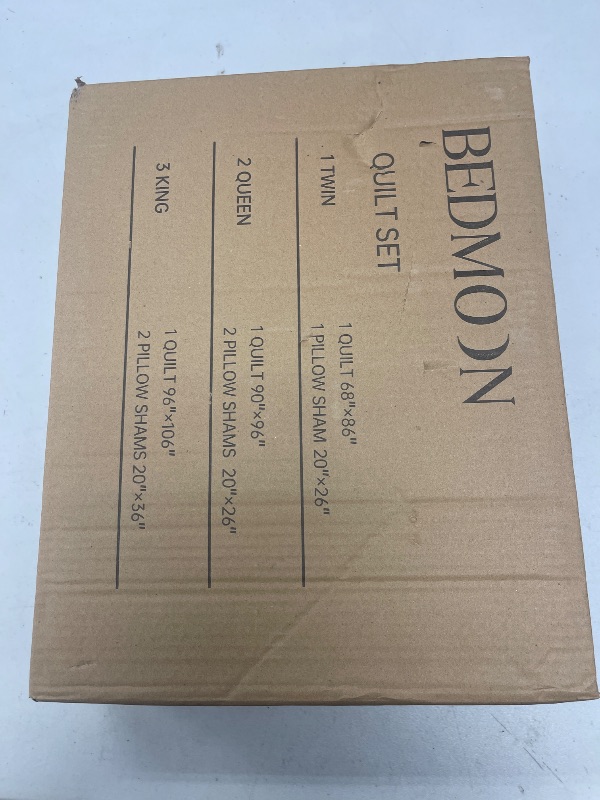 BEDMOON
QUILT SET
1 TWIN
1 QUILT 68"×86"
1 PILLOW SHAM 20"×26"
2 QUEEN
1 QUILT 90"×96"
2 PILLOW SHAMS 20"×26"
3 KING
1 QUILT 96"×106"
2 PILLOW SHAMS 20"×36"